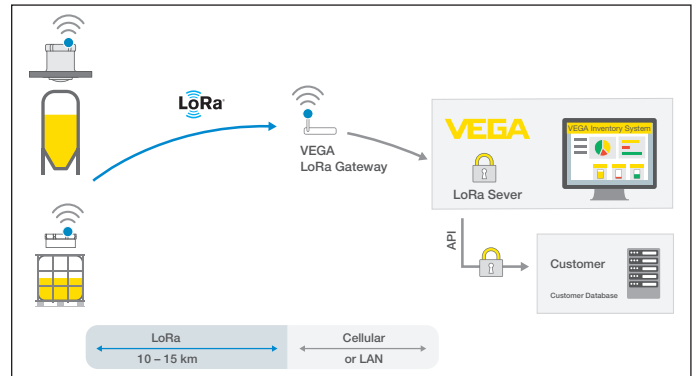 LoRa
VEGA
LoRa Gateway
VEGA
LoRa Sever
VEGA Inventory System
API
Customer
Customer Database
LoRa
10 – 15 km
Cellular
or LAN